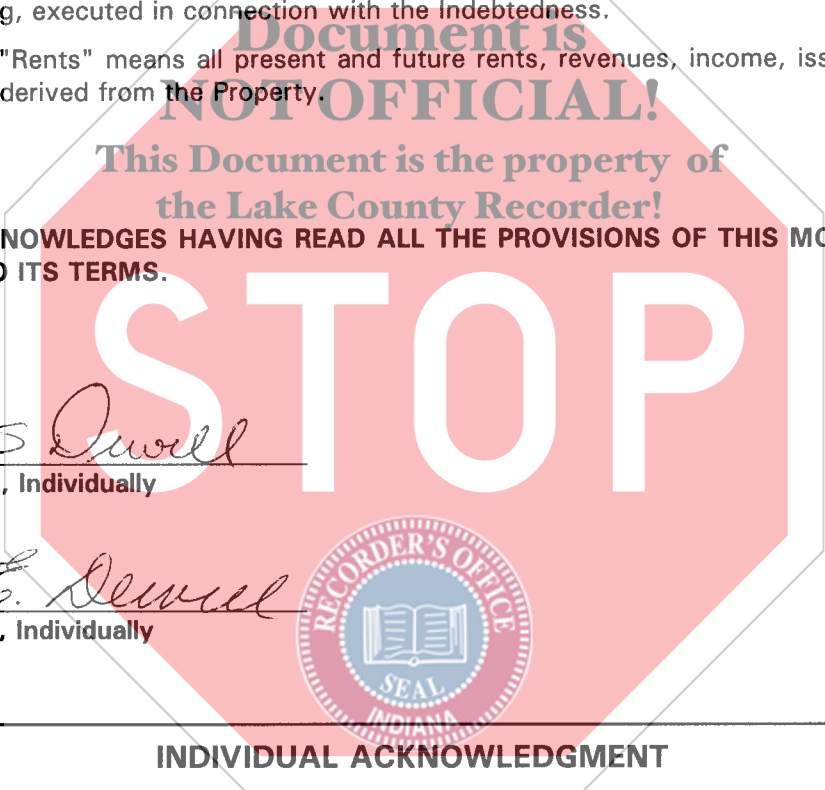 g, executed in connection with the Indebtedness.
Document is
"Rents" means all present and future rents, revenues, income, iss
derived from the Property.
NOT OFFICIAL!
This Document is the property of
the Lake County Recorder!
NOWLEDGES HAVING READ ALL THE PROVISIONS OF THIS MO
ITS TERMS.
STOP
, Individually
, Individually
RECORDER'S OFFICE
SEAL
INDIANA
INDIVIDUAL ACKNOWLEDGMENT